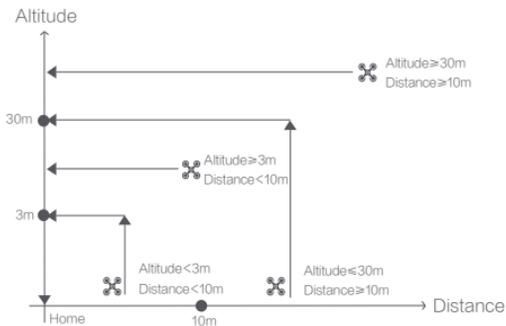 Altitude
Altitude≥30m
Distance≥10m
30m
Altitude≥3m
Distance<10m
3m
Altitude<3m
Distance<10m
Altitude≤30m
Distance≥10m
Distance
Home
10m